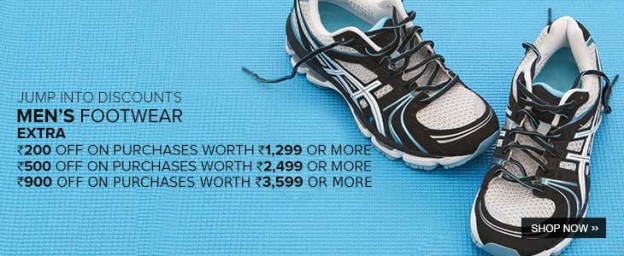 JUMP INTO DISCOUNTS
MEN'S FOOTWEAR
EXTRA
₹200 OFF ON PURCHASES WORTH ₹1,299 OR MORE
₹500 OFF ON PURCHASES WORTH ₹2,499 OR MORE
₹900 OFF ON PURCHASES WORTH ₹3,599 OR MORE
SHOP NOW ››